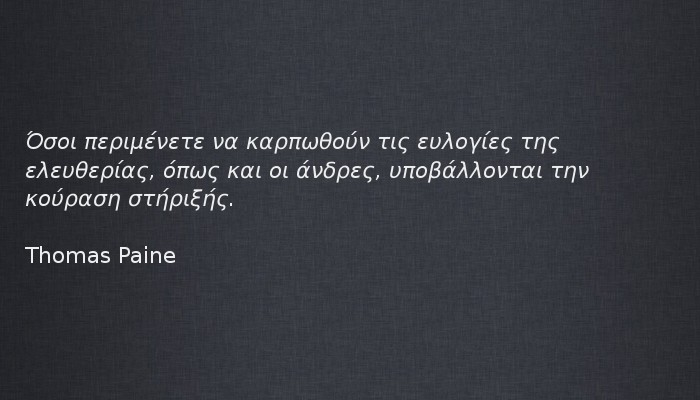 Όσοι περιμένετε να καρπωθούν τις ευλογίες της
ελευθερίας, όπως και οι άνδρες, υποβάλλονται την
κούραση στήριξής.
Thomas Paine